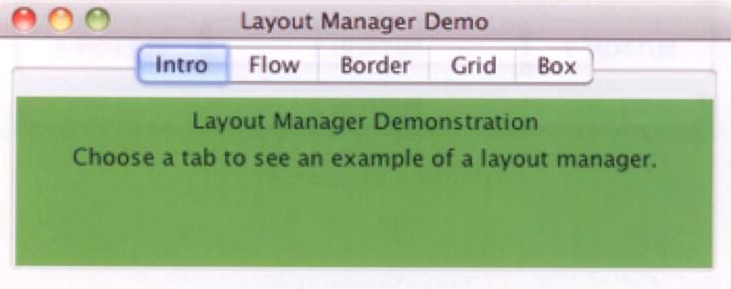 Layout Manager Demo
Intro Flow Border Grid Box
Layout Manager Demonstration
Choose a tab to see an example of a layout manager.